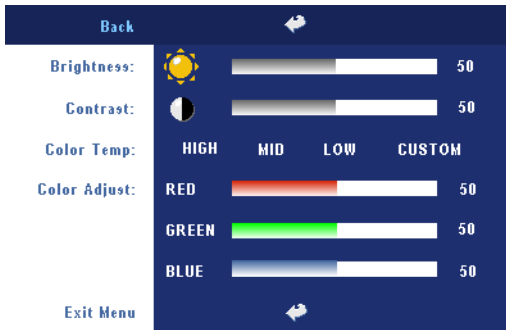 Back
Brightness: 50
Contrast: 50
Color Temp: HIGH MID LOW CUSTOM
Color Adjust: RED 50
GREEN 50
BLUE 50
Exit Menu